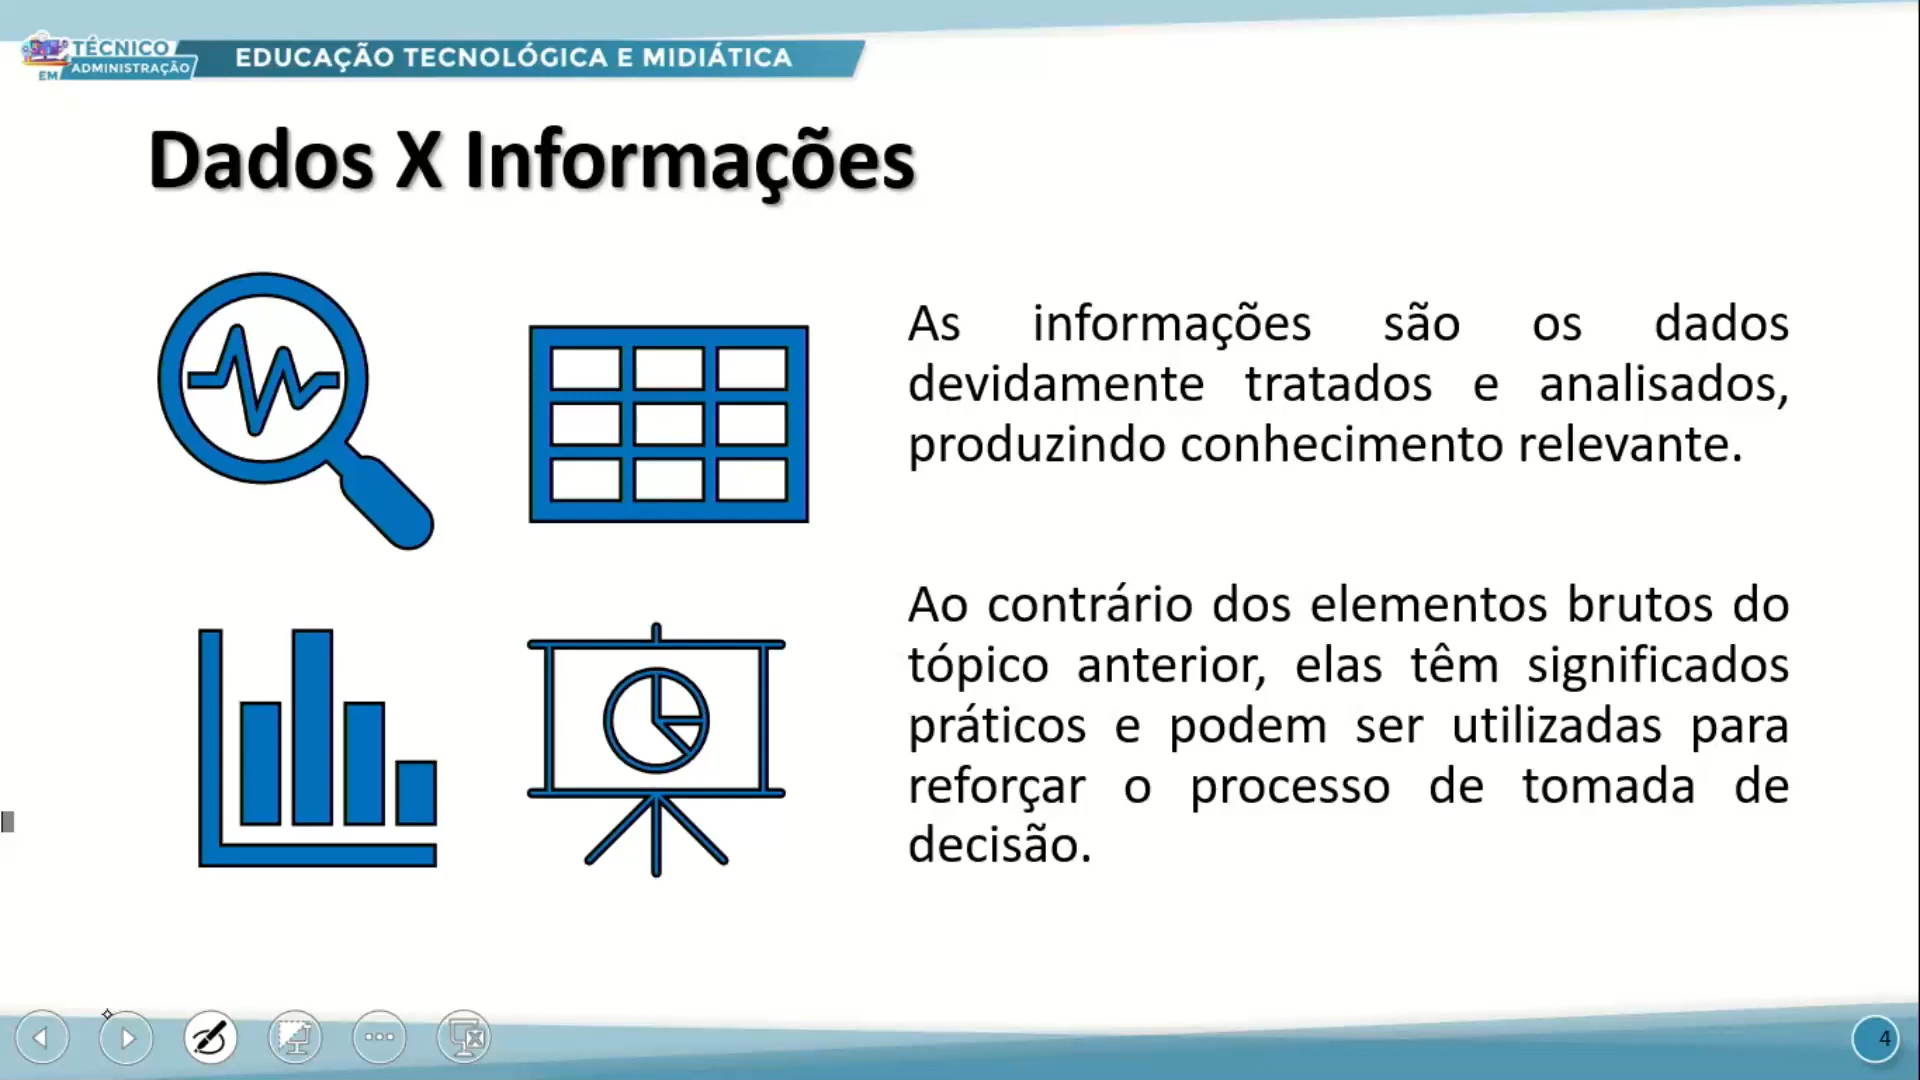 TÉCNICO
EM ADMINISTRAÇÃO
EDUCAÇÃO TECNOLÓGICA E MIDIÁTICA
Dados X Informações
As informações são os dados
devidamente tratados e analisados,
produzindo conhecimento relevante.
Ao contrário dos elementos brutos do
tópico anterior, elas têm significados
práticos e podem ser utilizadas para
reforçar o processo de tomada de
decisão.
4